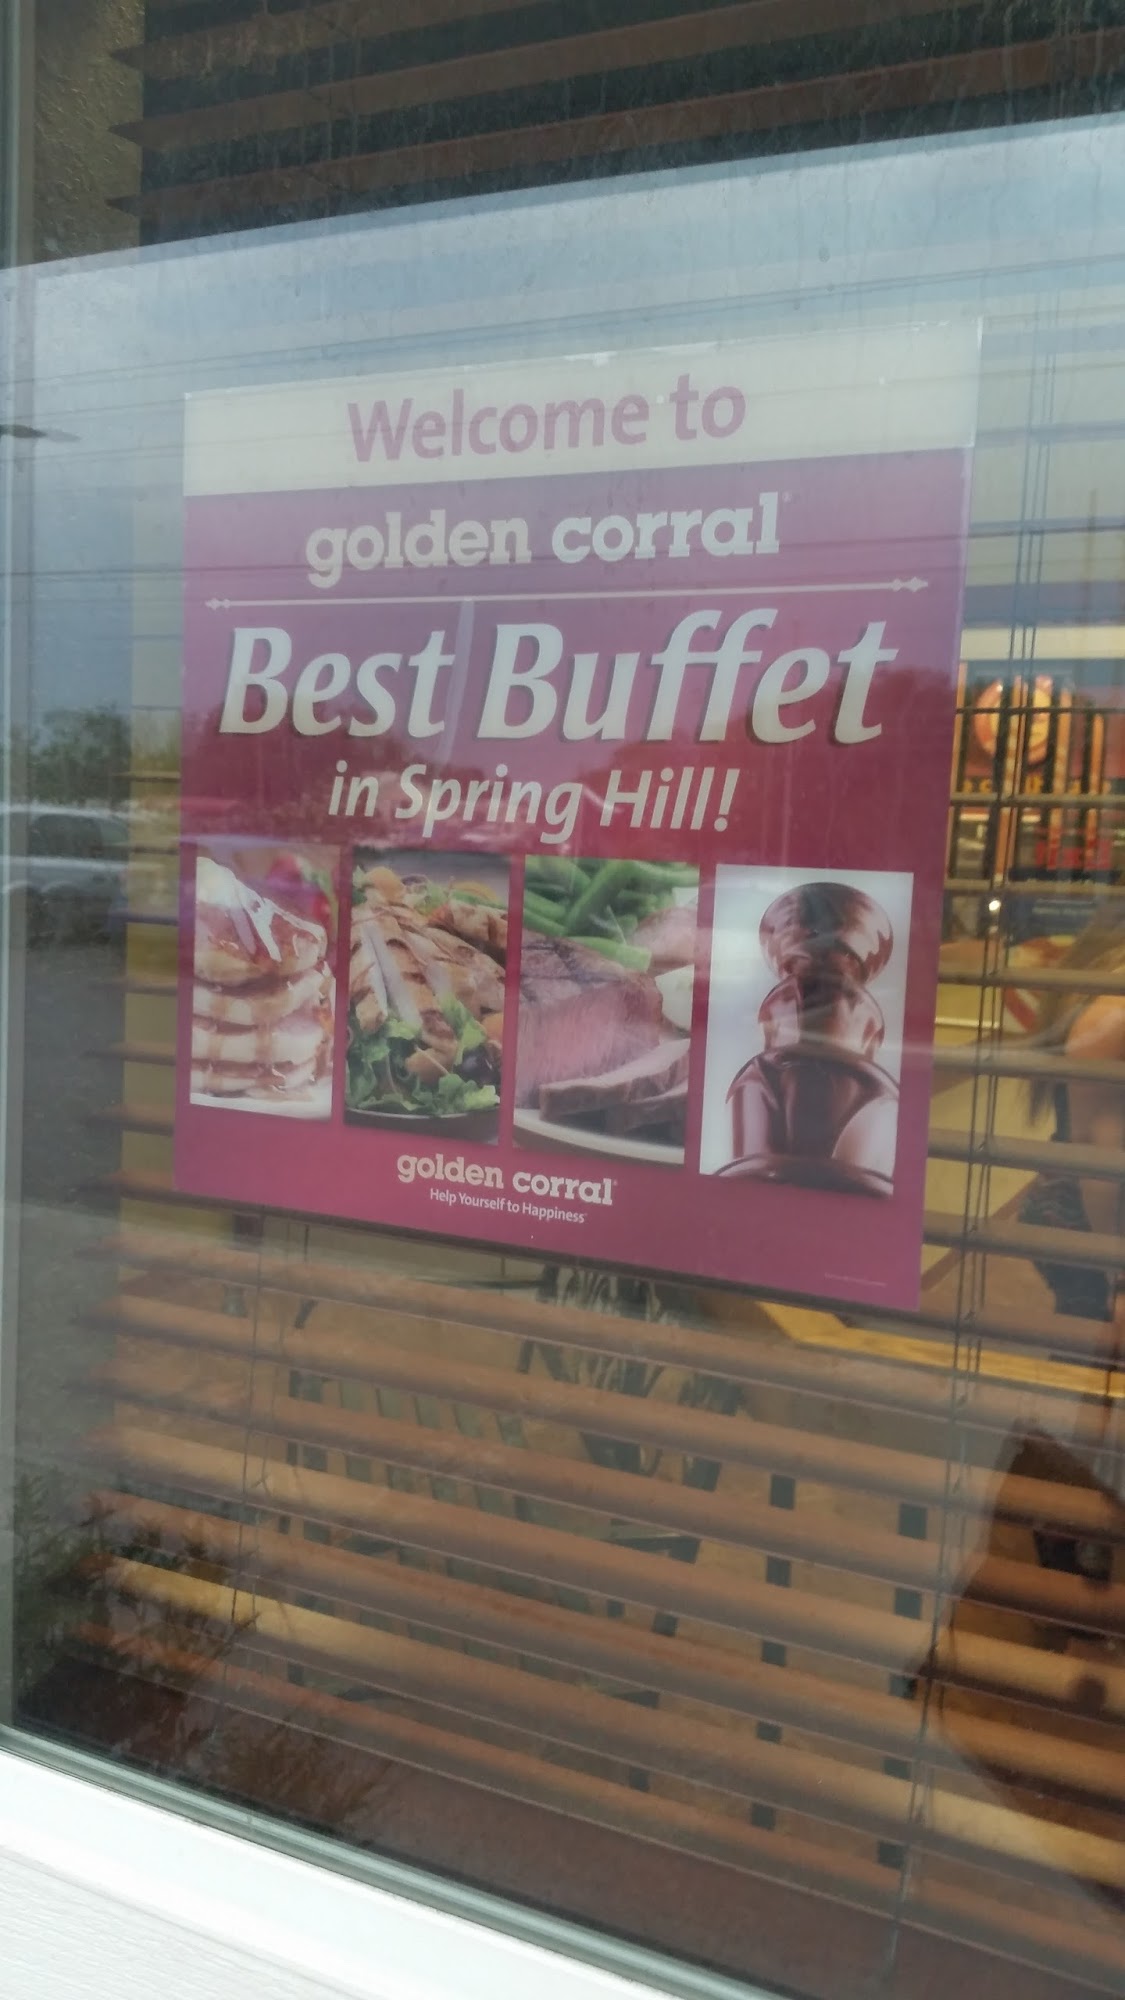 Welcome to
golden corral®
Best Buffet
in Spring Hill!
golden corral®
Help Yourself to Happiness